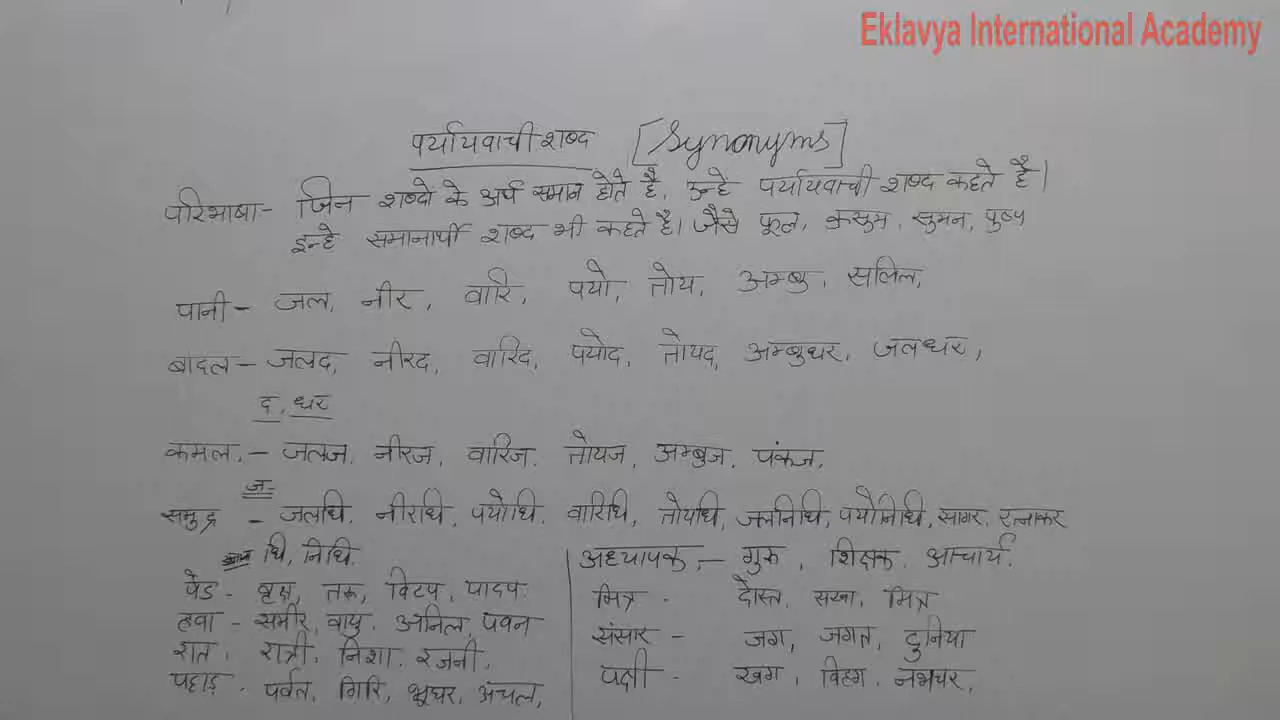 Eklavya International Academy
पर्यायवाची शब्द [Synonyms]
परिभाषा- जिन शब्दो के अर्थ समान होते है, उन्हे पर्यायवाची शब्द कहते है।
इन्हे समानार्थी शब्द भी कहते है। जैसे फूल, कुसुम, सुमन, पुष्प
पानी - जल, नीर, वारि, पयो, तोय, अम्बु, सलिल,
बादल - जलद, नीरद, वारिद, पयोद, तोयद, अम्बुधर, जलधर,
द, धर
कमल, - जलज, नीरज, वारिज, तोयज, अम्बुज, पंकज,
ज-
समुद्र - जलधि, नीरधि, पयोधि, वारिधि, तोयधि, जलनिधि, पयोनिधि, सागर, रत्नाकर
धि, निधि,
पेड - वृक्ष, तरू, विटप, पादप
हवा - समीर, वायु, अनिल, पवन
रात, रात्री, निशा, रजनी,
पहाड़ - पर्वत, गिरि, भूधर, अचल,
अध्यापक, - गुरू, शिक्षक, आचार्य,
मित्र - दोस्त, सखा, मित्र
संसार - जग, जगत, दुनिया
पक्षी - खग, विहग, नभचर,